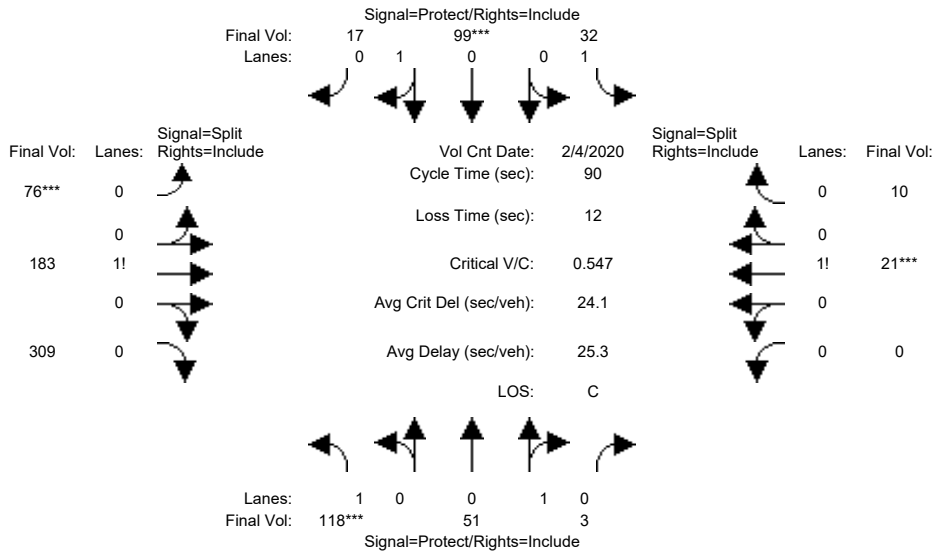 Signal=Protect/Rights=Include
Final Vol: 17 99*** 32
Lanes: 0 1 0 0 1
Signal=Split
Final Vol: Lanes: Rights=Include
Vol Cnt Date: 2/4/2020
Signal=Split
Rights=Include Lanes: Final Vol:
Cycle Time (sec): 90
76*** 0
0 10
Loss Time (sec): 12
0
0
183 1!
Critical V/C: 0.547
1! 21***
0
Avg Crit Del (sec/veh): 24.1
0
309 0
Avg Delay (sec/veh): 25.3
0 0
LOS: C
Lanes: 1 0 0 1 0
Final Vol: 118*** 51 3
Signal=Protect/Rights=Include